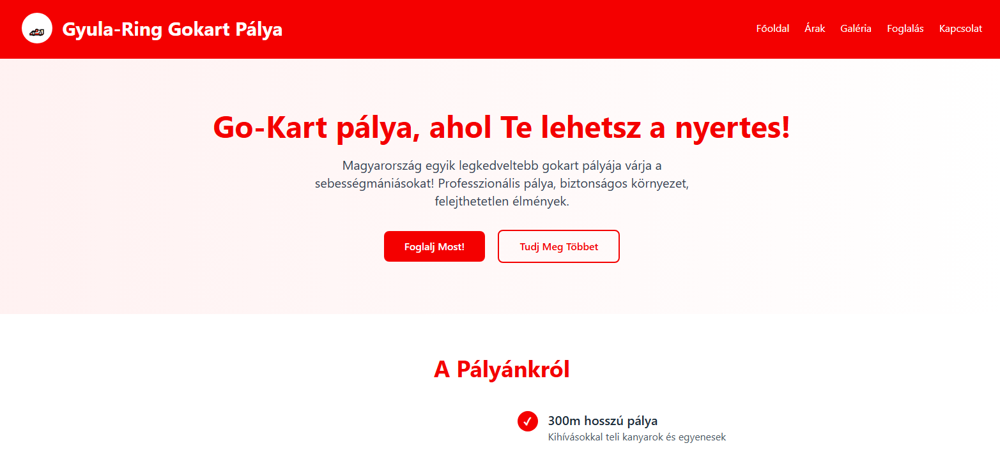 Gyula-Ring Gokart Pálya
Főoldal Árak Galéria Foglalás Kapcsolat
Go-Kart pálya, ahol Te lehetsz a nyertes!
Magyarország egyik legkedveltebb gokart pályája várja a
sebességmániásokat! Professzionális pálya, biztonságos környezet,
felejthetetlen élmények.
Foglalj Most!
Tudj Meg Többet
A Pályánkról
300m hosszú pálya
Kihívásokkal teli kanyarok és egyenesek